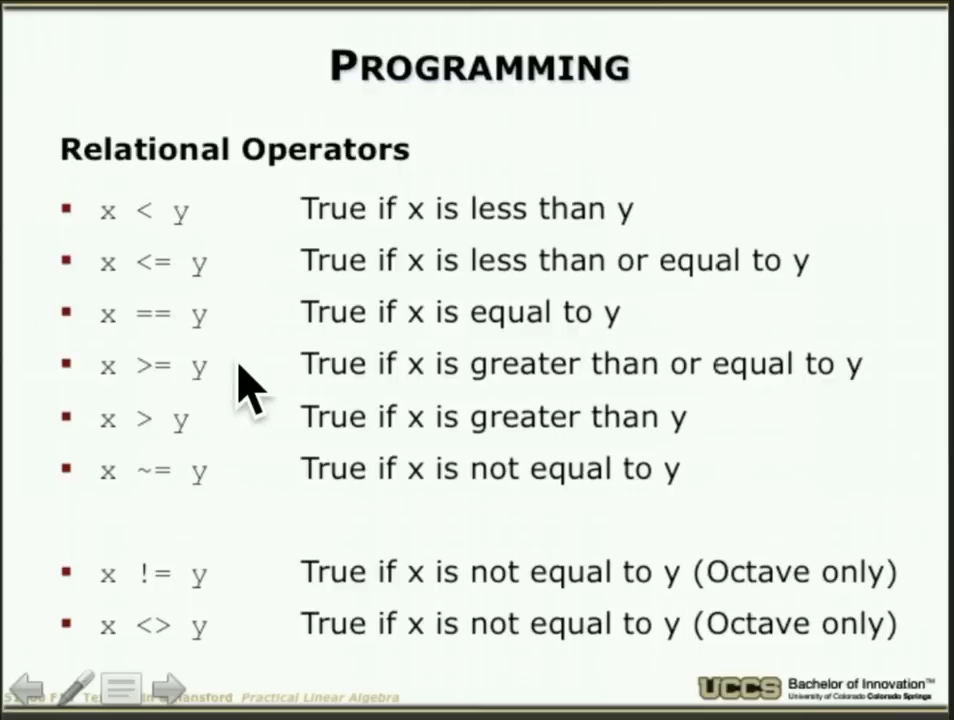 PROGRAMMING
Relational Operators
x < y True if x is less than y
x <= y True if x is less than or equal to y
x == y True if x is equal to y
x >= y True if x is greater than or equal to y
x > y True if x is greater than y
x ~= y True if x is not equal to y
x != y True if x is not equal to y (Octave only)
x <> y True if x is not equal to y (Octave only)
Practical Linear Algebra
UCCS Bachelor of Innovation™
University of Colorado Colorado Springs